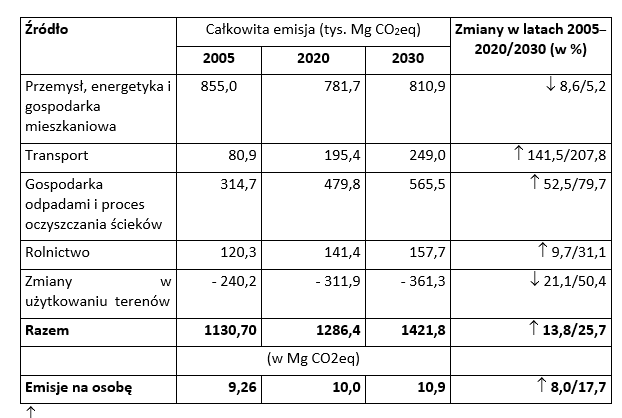 Źródło Całkowita emisja (tys. Mg CO₂eq) Zmiany w latach 2005–
2005 2020 2030 2020/2030 (w %)
Przemysł, energetyka i 855,0 781,7 810,9 ↓ 8,6/5,2
gospodarka
mieszkaniowa
Transport 80,9 195,4 249,0 ↑ 141,5/207,8
Gospodarka 314,7 479,8 565,5 ↑ 52,5/79,7
odpadami i proces
oczyszczania ścieków
Rolnictwo 120,3 141,4 157,7 ↑ 9,7/31,1
Zmiany w - 240,2 - 311,9 - 361,3 ↓ 21,1/50,4
użytkowaniu terenów
Razem 1130,70 1286,4 1421,8 ↑ 13,8/25,7
(w Mg CO2eq)
Emisje na osobę 9,26 10,0 10,9 ↑ 8,0/17,7
↑